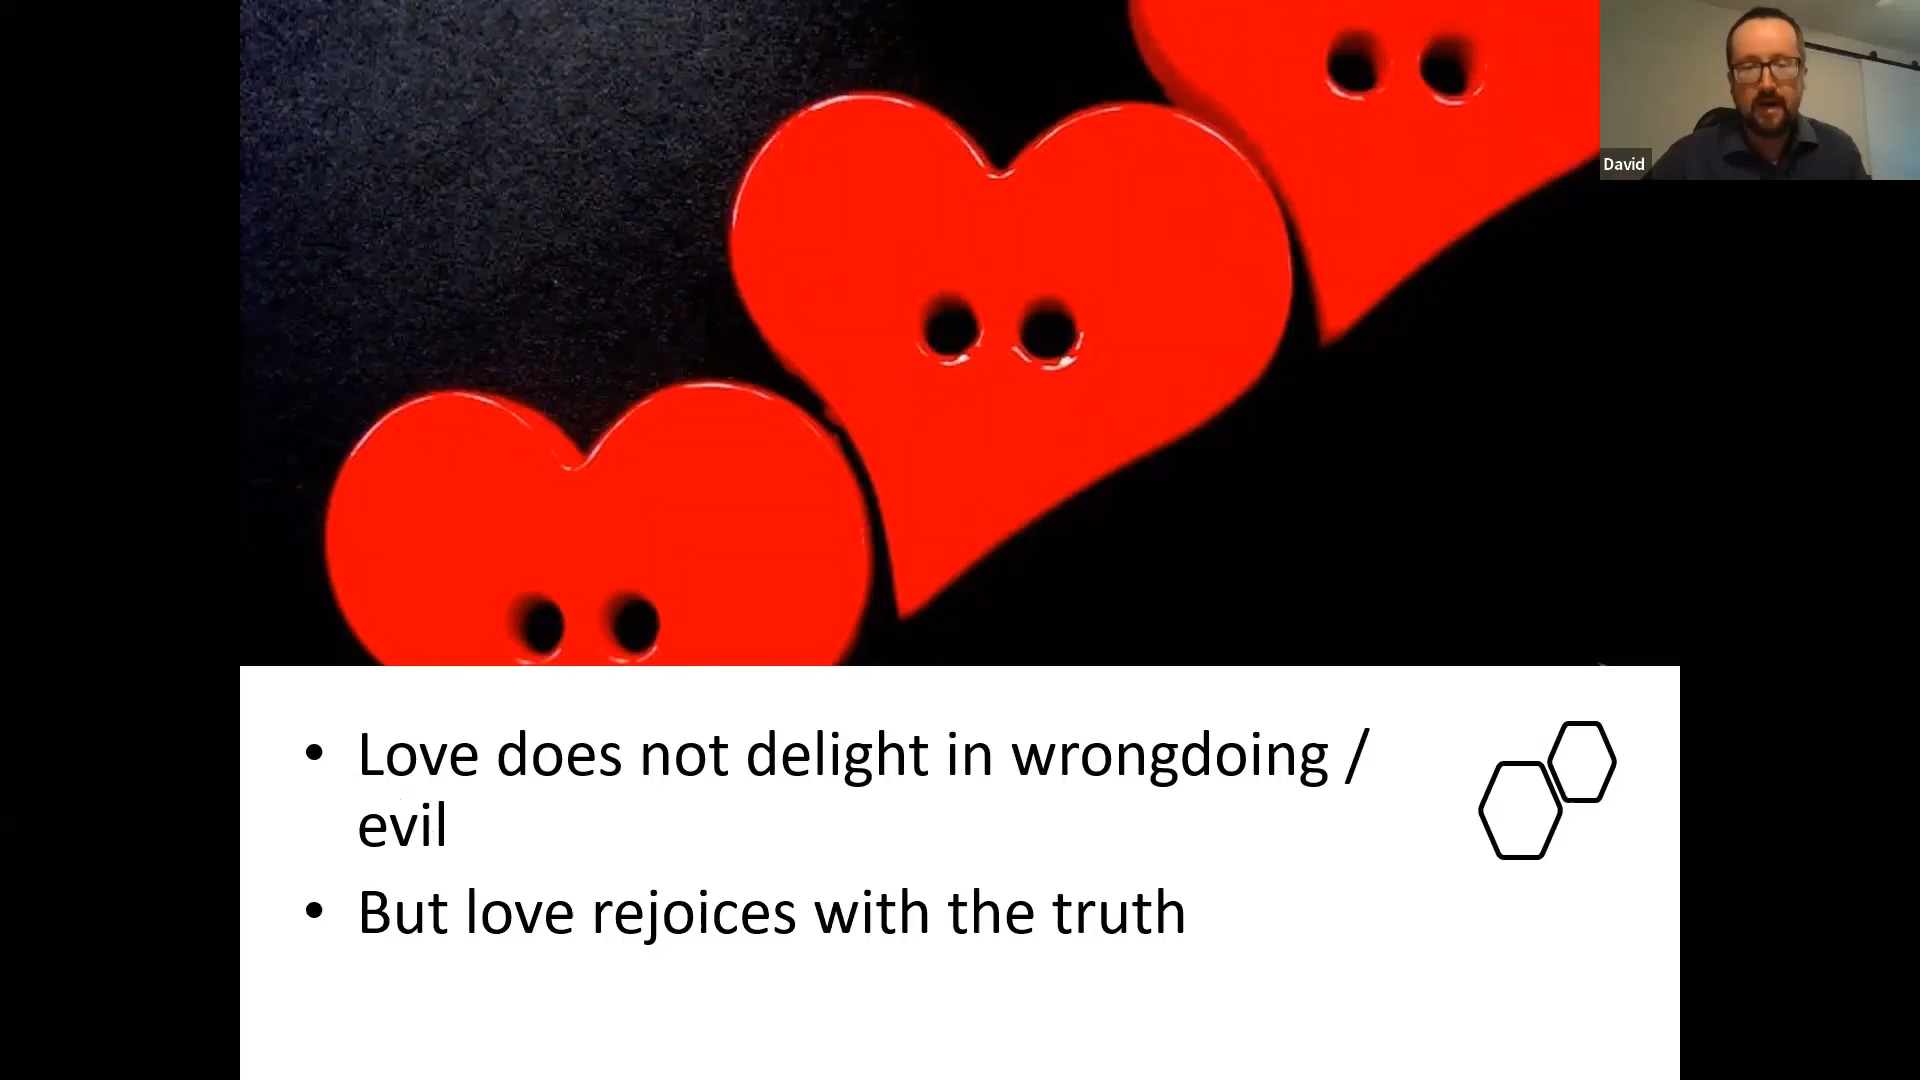 David
• Love does not delight in wrongdoing /
evil
• But love rejoices with the truth